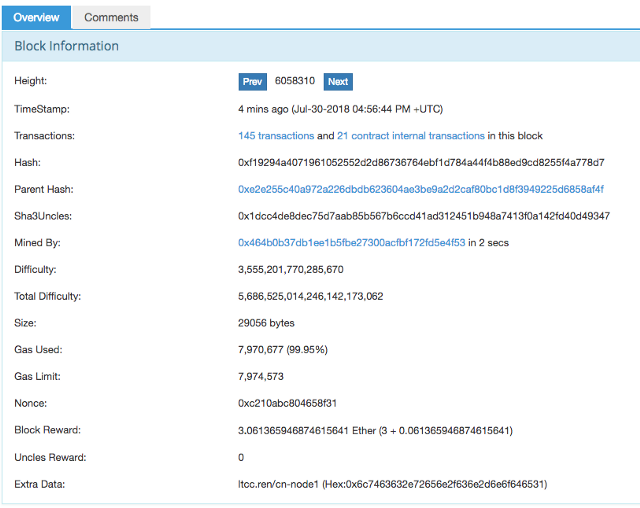 Overview Comments
Block Information
Height: Prev 6058310 Next
TimeStamp: 4 mins ago (Jul-30-2018 04:56:44 PM +UTC)
Transactions: 145 transactions and 21 contract internal transactions in this block
Hash: 0xf19294a4071961052552d2d86736764ebf1d784a44f4b88ed9cd8255f4a778d7
Parent Hash: 0xe2e255c40a972a226dbdb623604ae3be9a2d2caf80bc1d8f3949225d6858af4f
Sha3Uncles: 0x1dcc4de8dec75d7aab85b567b6ccd41ad312451b948a7413f0a142fd40d49347
Mined By: 0x464b0b37db1ee1b5fbe27300acfbf172fd5e4f53 in 2 secs
Difficulty: 3,555,201,770,285,670
Total Difficulty: 5,686,525,014,246,142,173,062
Size: 29056 bytes
Gas Used: 7,970,677 (99.95%)
Gas Limit: 7,974,573
Nonce: 0xc210abc804658f31
Block Reward: 3.061365946874615641 Ether (3 + 0.061365946874615641)
Uncles Reward: 0
Extra Data: ltcc.ren/cn-node1 (Hex:0x6c7463632e72656e2f636e2d6e6f646531)